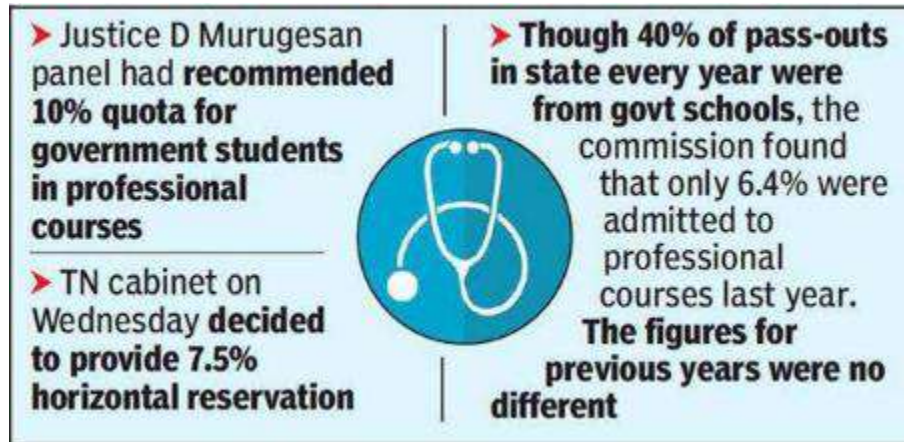 ➤ Justice D Murugesan
panel had recommended
10% quota for
government students
in professional
courses
➤ TN cabinet on
Wednesday decided
to provide 7.5%
horizontal reservation
➤ Though 40% of pass-outs
in state every year were
from govt schools, the
commission found
that only 6.4% were
admitted to
professional
courses last year.
The figures for
previous years were no
different